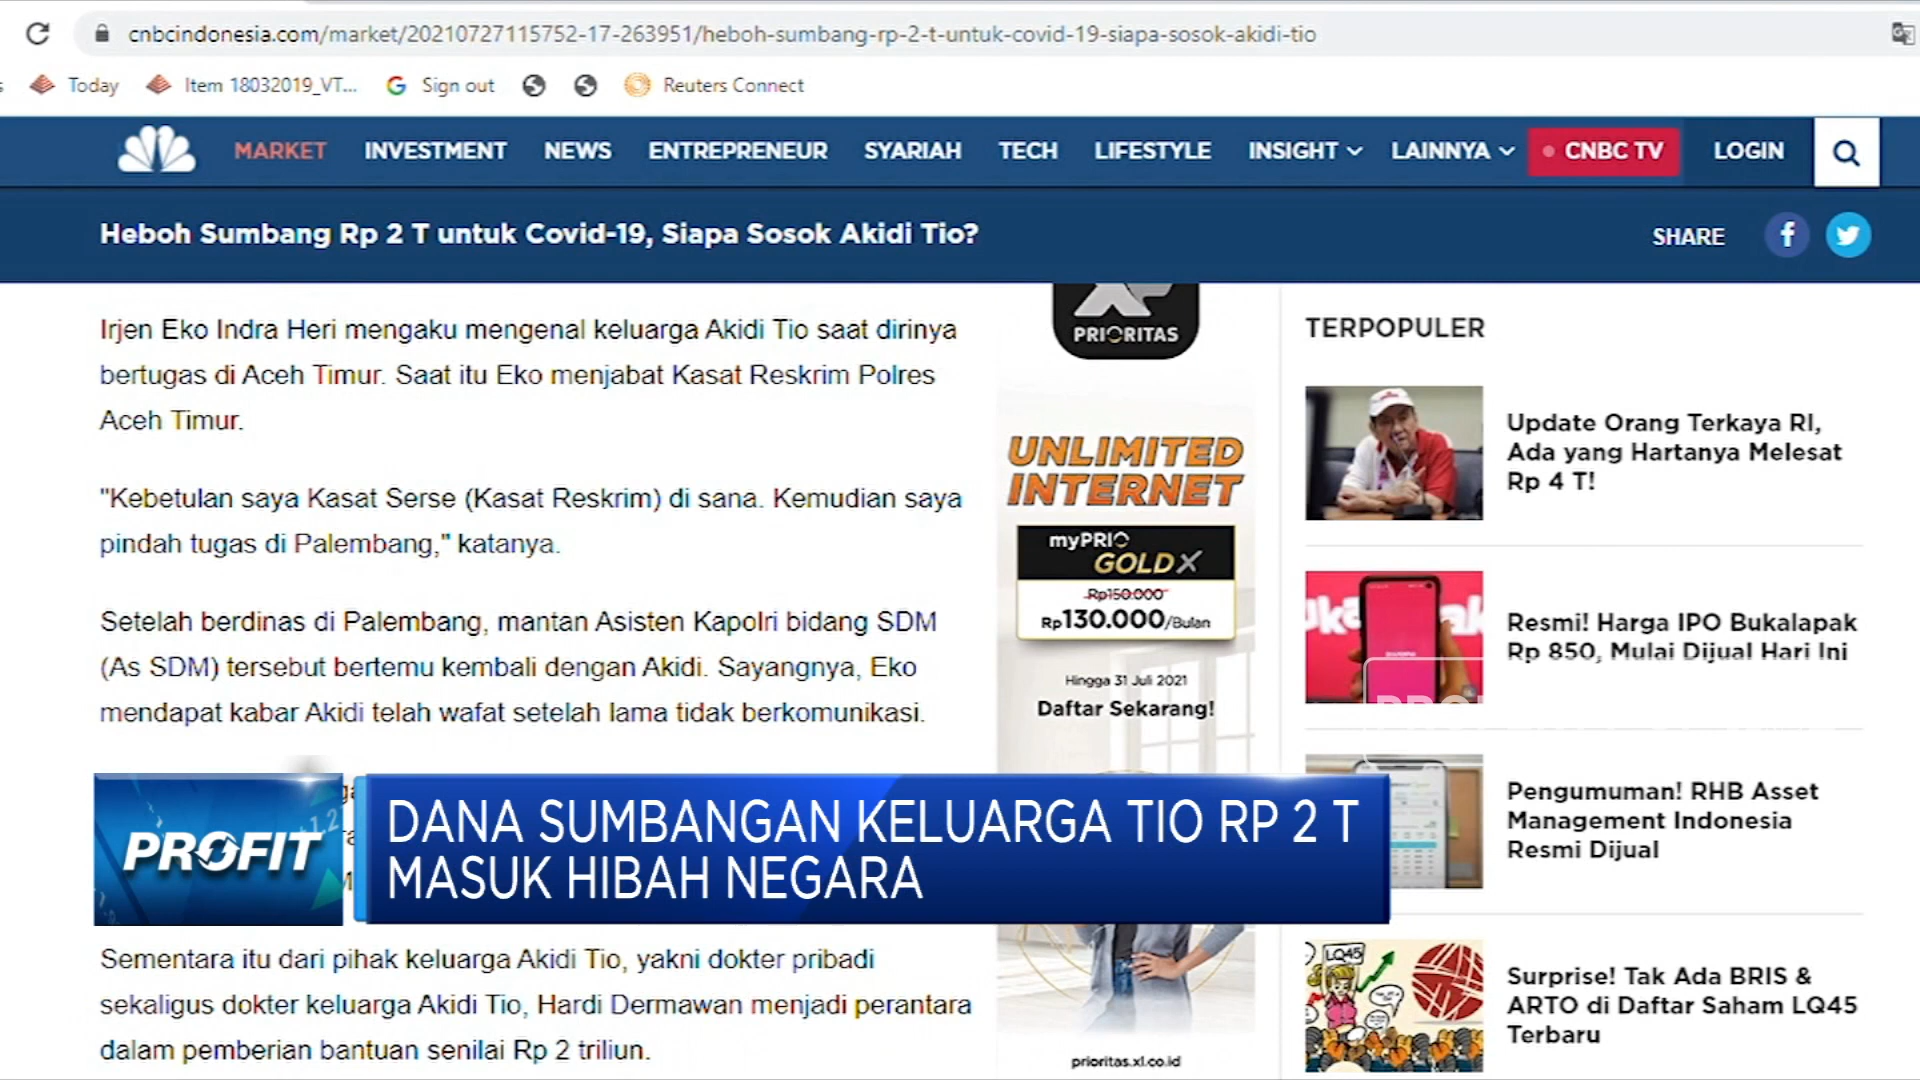 cnbcindonesia.com/market/20210727115752-17-263951/heboh-sumbang-rp-2-t-untuk-covid-19-siapa-sosok-akidi-tio
Today
Item 18032019_VT...
Sign out
Reuters Connect
MARKET INVESTMENT NEWS ENTREPRENEUR SYARIAH TECH LIFESTYLE INSIGHT LAINNYA CNBC TV LOGIN
Heboh Sumbang Rp 2 T untuk Covid-19, Siapa Sosok Akidi Tio?
SHARE
Irjen Eko Indra Heri mengaku mengenal keluarga Akidi Tio saat dirinya
bertugas di Aceh Timur. Saat itu Eko menjabat Kasat Reskrim Polres
Aceh Timur.
"Kebetulan saya Kasat Serse (Kasat Reskrim) di sana. Kemudian saya
pindah tugas di Palembang," katanya.
Setelah berdinas di Palembang, mantan Asisten Kapolri bidang SDM
(As SDM) tersebut bertemu kembali dengan Akidi. Sayangnya, Eko
mendapat kabar Akidi telah wafat setelah lama tidak berkomunikasi.
PROFIT
DANA SUMBANGAN KELUARGA TIO RP 2 T
MASUK HIBAH NEGARA
Sementara itu dari pihak keluarga Akidi Tio, yakni dokter pribadi
sekaligus dokter keluarga Akidi Tio, Hardi Dermawan menjadi perantara
dalam pemberian bantuan senilai Rp 2 triliun.
PRIORITAS
UNLIMITED
INTERNET
myPRIO
GOLD X
Rp150.000
Rp130.000/Bulan
Hingga 31 Juli 2021
Daftar Sekarang!
prioritas.xl.co.id
TERPOPULER
Update Orang Terkaya RI,
Ada yang Hartanya Melesat
Rp 4 T!
Resmi! Harga IPO Bukalapak
Rp 850, Mulai Dijual Hari Ini
Pengumuman! RHB Asset
Management Indonesia
Resmi Dijual
LQ45
Surprise! Tak Ada BRIS &
ARTO di Daftar Saham LQ45
Terbaru